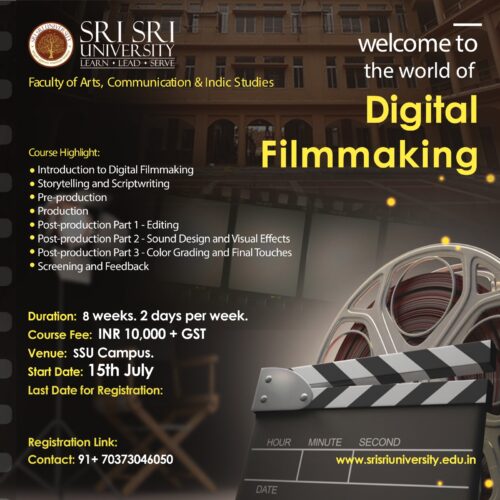 SRI SRI
UNIVERSITY
LEARN • LEAD • SERVE
Faculty of Arts, Communication & Indic Studies
welcome to
the world of
Digital
Filmmaking
Course Highlight:
• Introduction to Digital Filmmaking
• Storytelling and Scriptwriting
• Pre-production
• Production
• Post-production Part 1 - Editing
• Post-production Part 2 - Sound Design and Visual Effects
• Post-production Part 3 - Color Grading and Final Touches
• Screening and Feedback
Duration: 8 weeks. 2 days per week.
Course Fee: INR 10,000 + GST
Venue: SSU Campus.
Start Date: 15th July
Last Date for Registration:
Registration Link:
Contact: 91+ 70373046050
HOUR MINUTE SECOND
www.srisriuniversity.edu.in
DATE